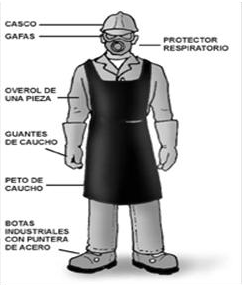 CASCO
GAFAS
PROTECTOR
RESPIRATORIO
OVEROL DE
UNA PIEZA
GUANTES
DE CAUCHO
PETO DE
CAUCHO
BOTAS
INDUSTRIALES
CON PUNTERA
DE ACERO